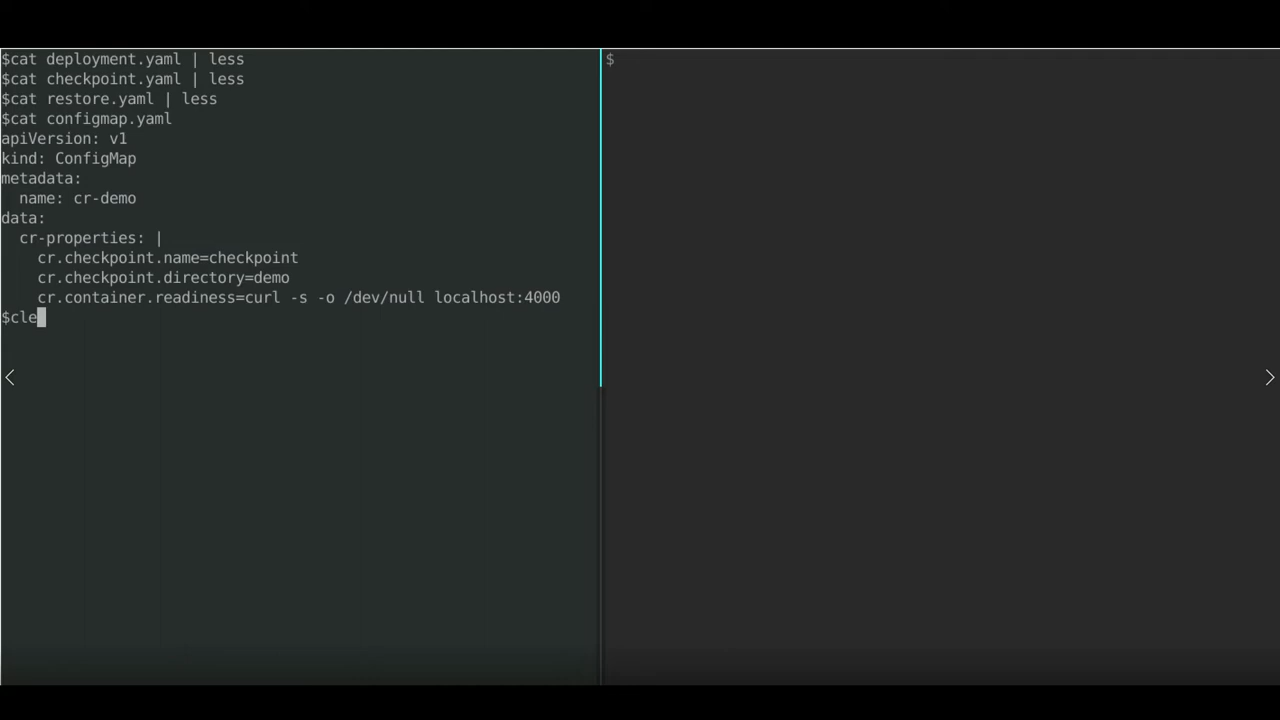 $cat deployment.yaml | less
$cat checkpoint.yaml | less
$cat restore.yaml | less
$cat configmap.yaml
apiVersion: v1
kind: ConfigMap
metadata:
  name: cr-demo
data:
  cr-properties: |
    cr.checkpoint.name=checkpoint
    cr.checkpoint.directory=demo
    cr.container.readiness=curl -s -o /dev/null localhost:4000
$cle
$